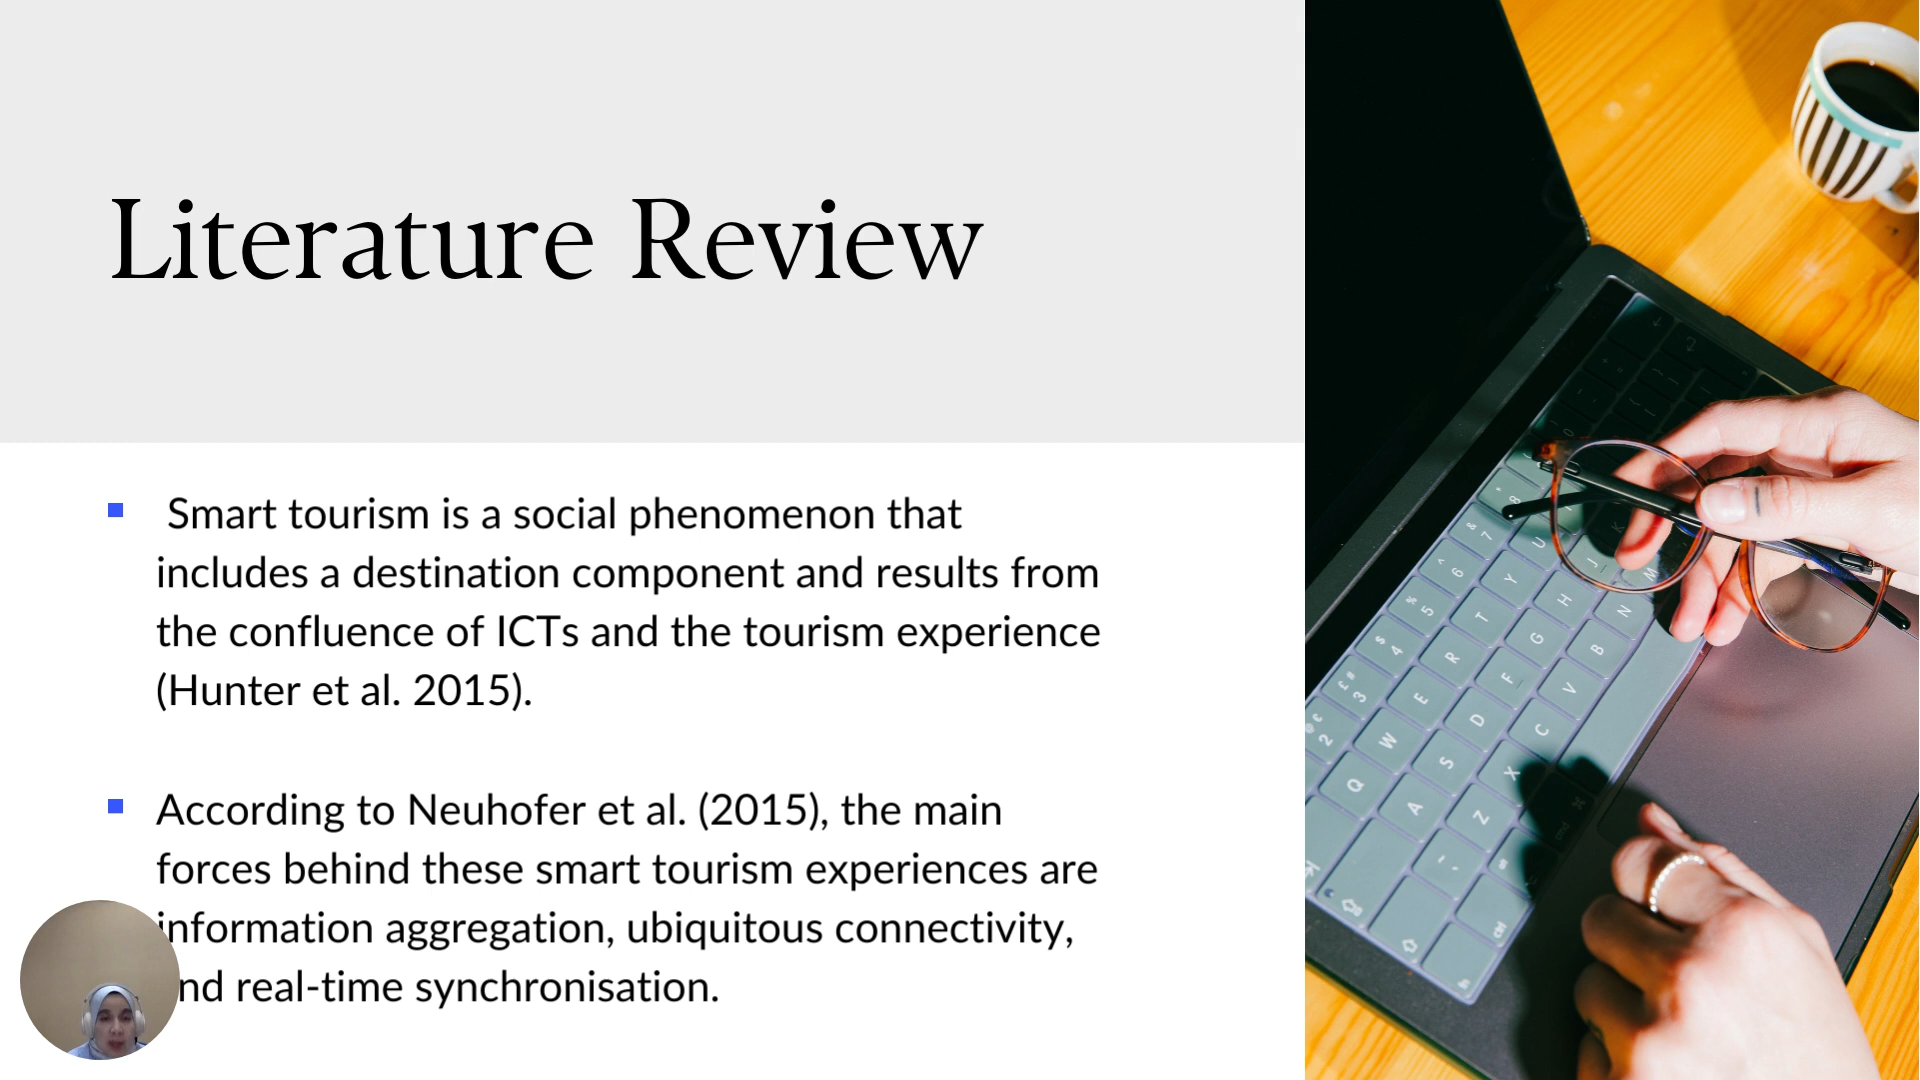 Literature Review
Smart tourism is a social phenomenon that
includes a destination component and results from
the confluence of ICTs and the tourism experience
(Hunter et al. 2015).
According to Neuhofer et al. (2015), the main
forces behind these smart tourism experiences are
information aggregation, ubiquitous connectivity,
nd real-time synchronisation.